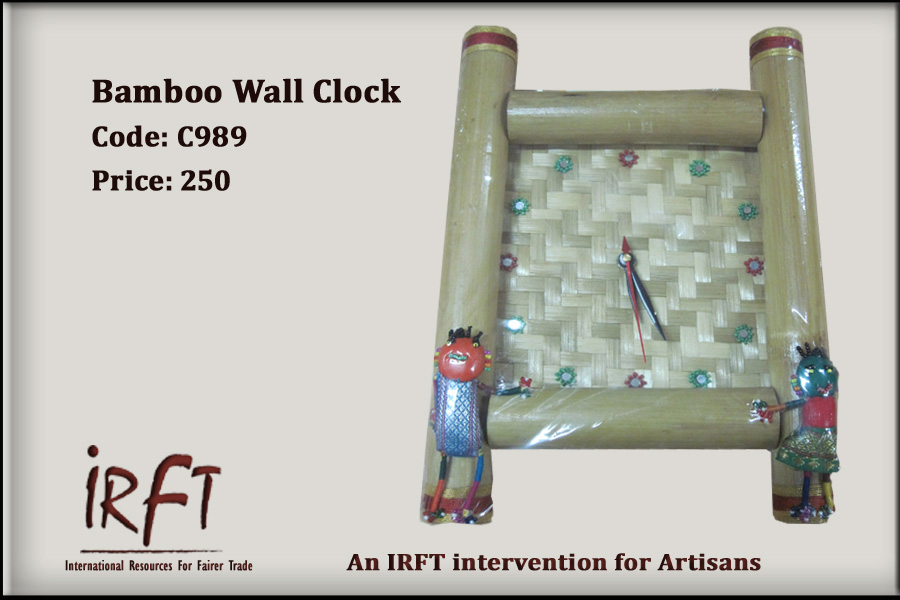 Bamboo Wall Clock
Code: C989
Price: 250
iRFT
International Resources For Fairer Trade
An IRFT intervention for Artisans